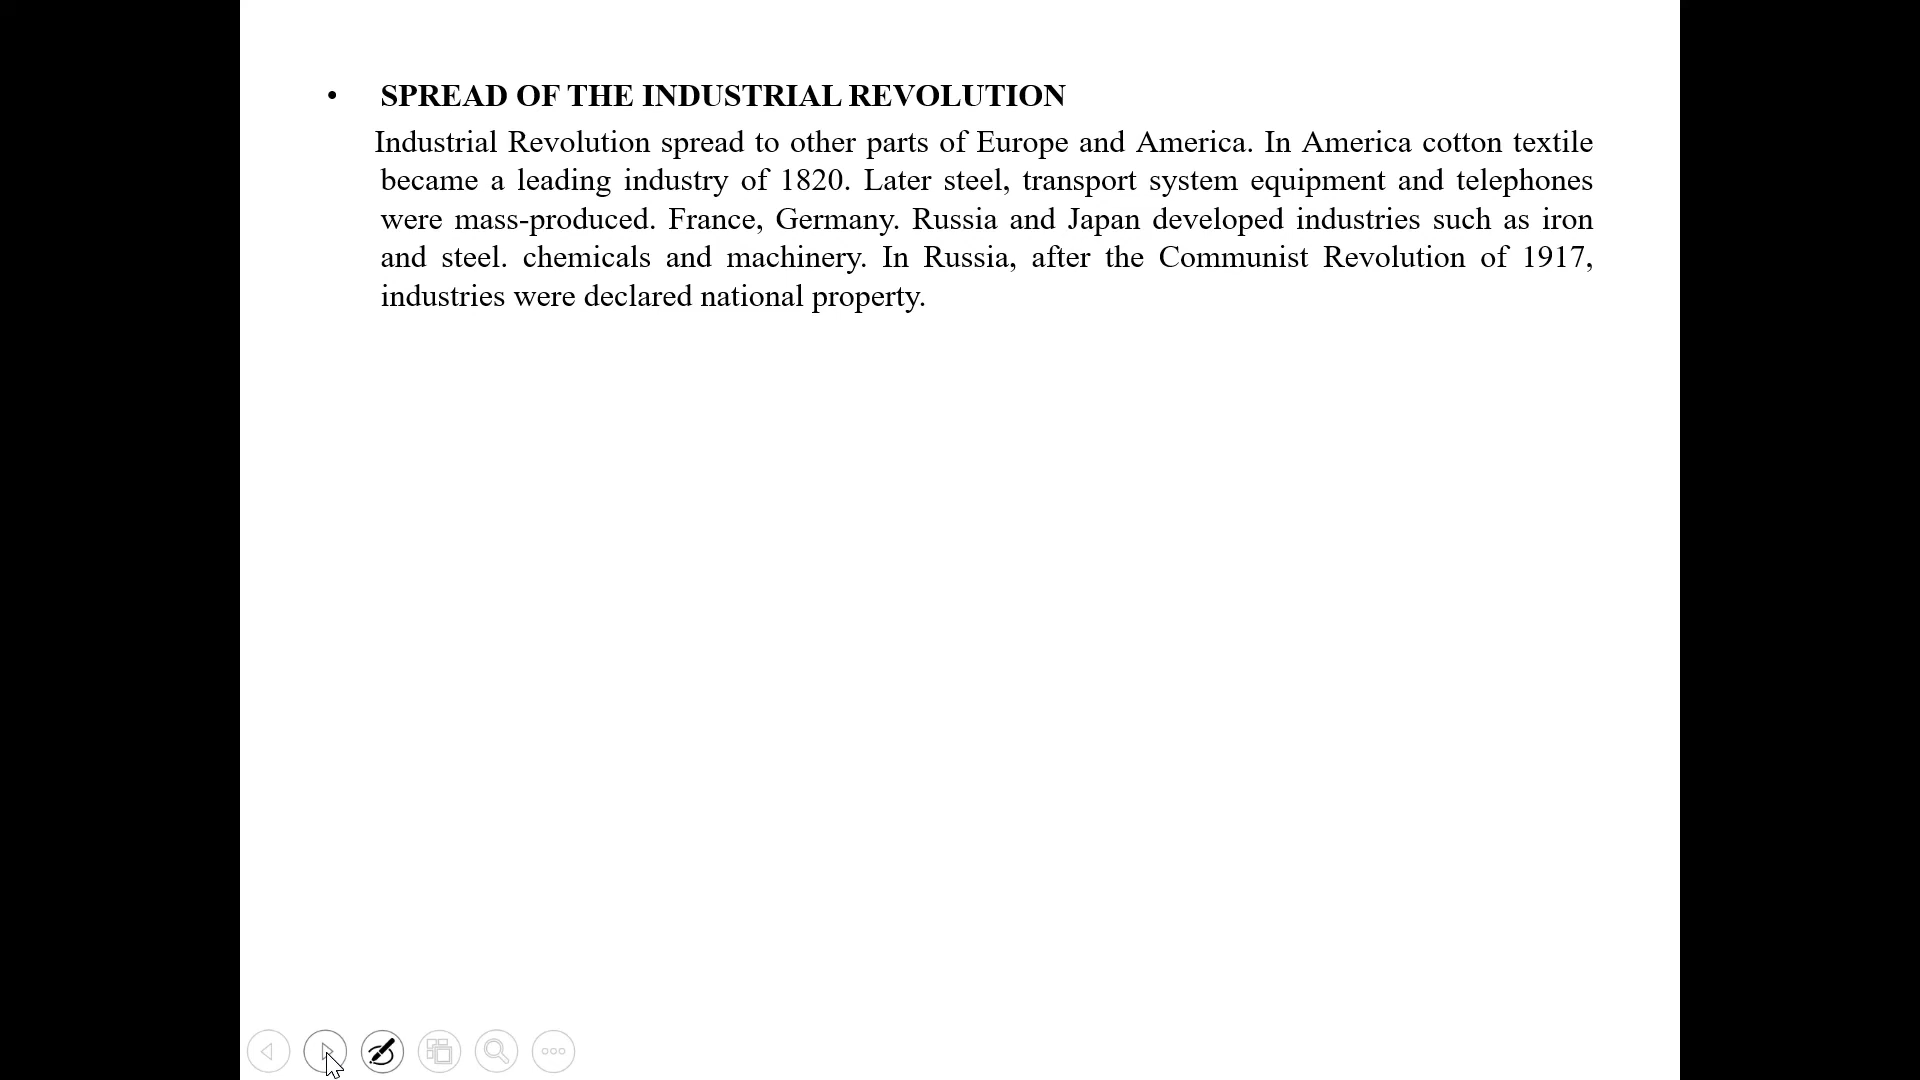 • SPREAD OF THE INDUSTRIAL REVOLUTION
Industrial Revolution spread to other parts of Europe and America. In America cotton textile
became a leading industry of 1820. Later steel, transport system equipment and telephones
were mass-produced. France, Germany. Russia and Japan developed industries such as iron
and steel. chemicals and machinery. In Russia, after the Communist Revolution of 1917,
industries were declared national property.